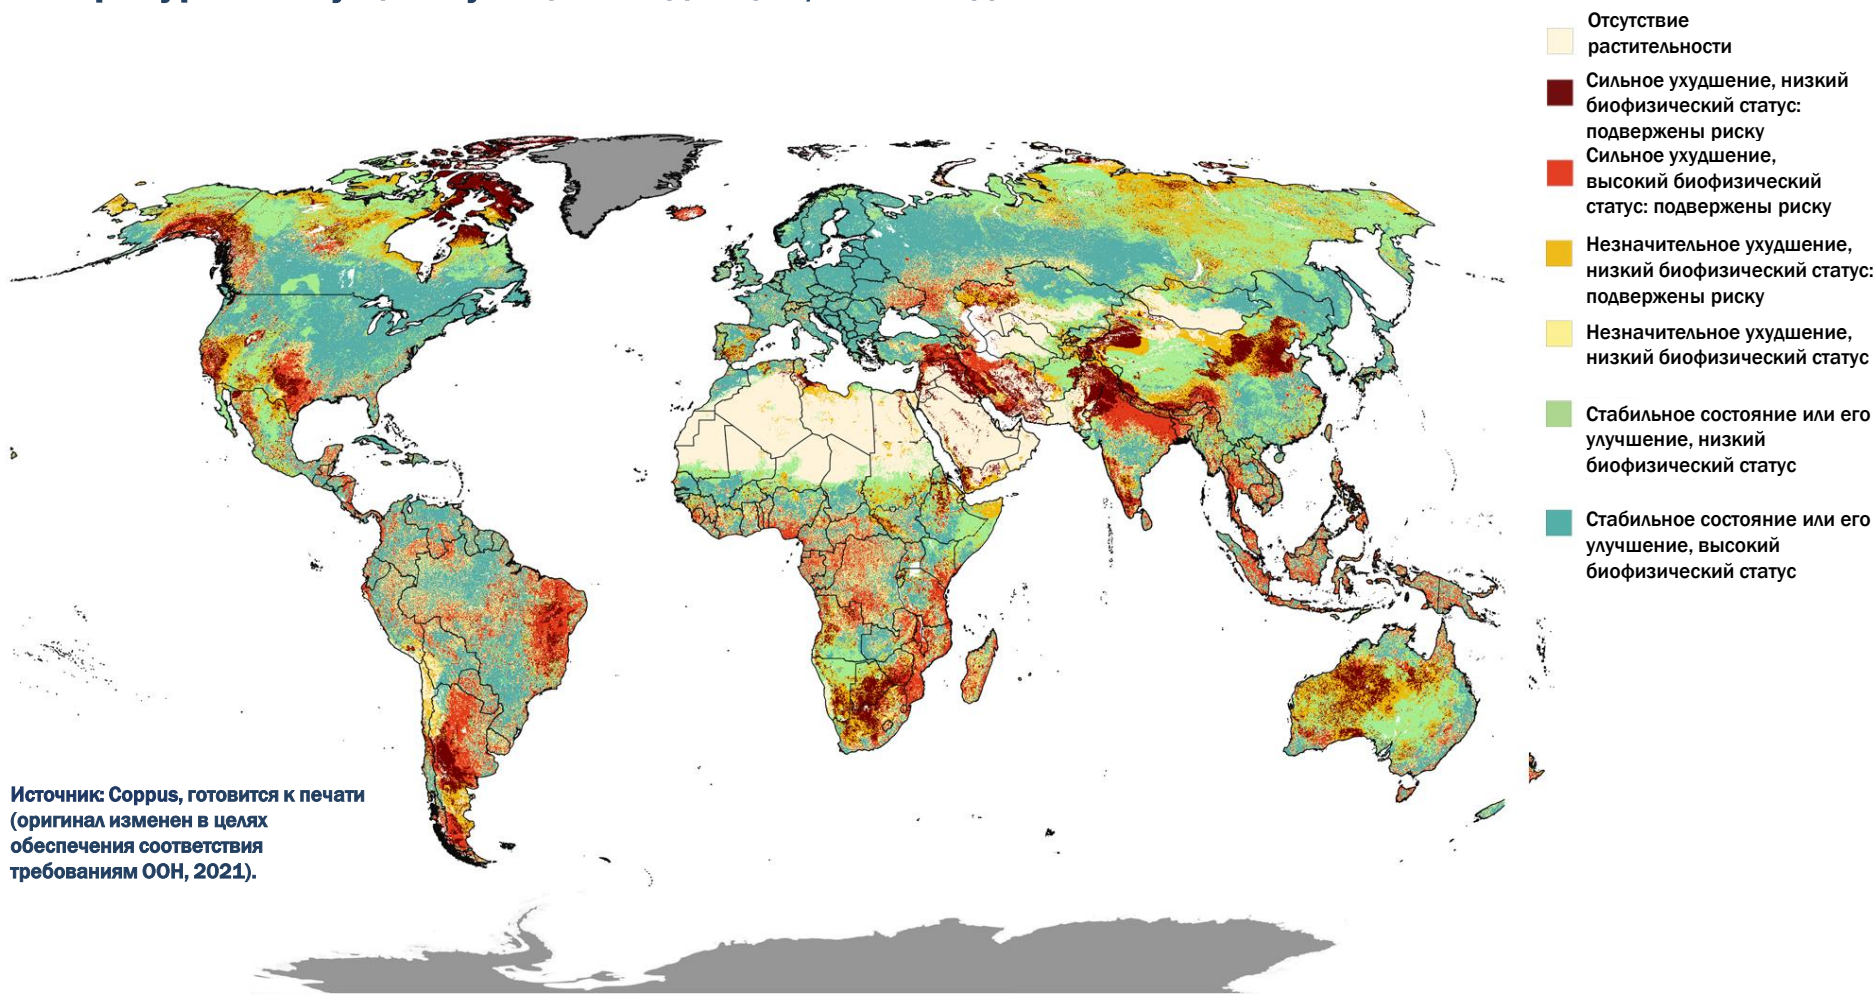 Отсутствие
растительности
Сильное ухудшение, низкий
биофизический статус:
подвержены риску
Сильное ухудшение,
высокий биофизический
статус: подвержены риску
Незначительное ухудшение,
низкий биофизический статус:
подвержены риску
Незначительное ухудшение,
низкий биофизический статус
Стабильное состояние или его
улучшение, низкий
биофизический статус
Стабильное состояние или его
улучшение, высокий
биофизический статус
Источник: Coppus, готовится к печати
(оригинал изменен в целях
обеспечения соответствия
требованиям ООН, 2021).